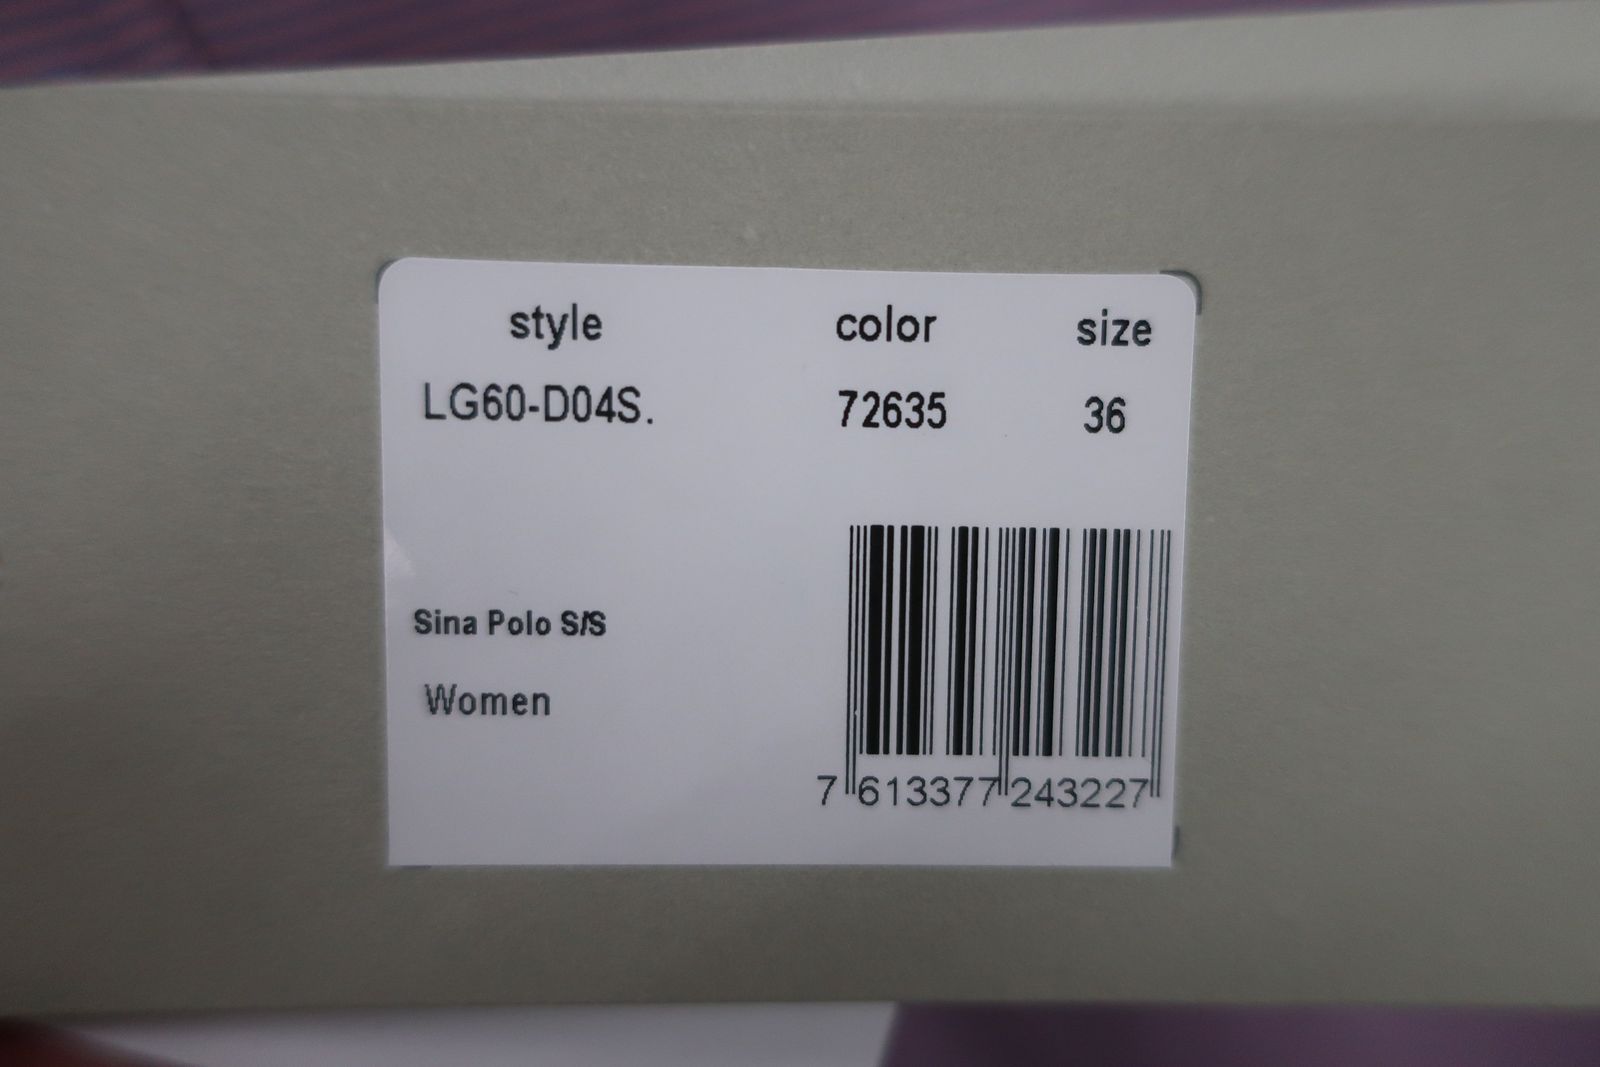 style color size
LG60-D04S. 72635 36
Sina Polo S/S
Women
7 613377 243227